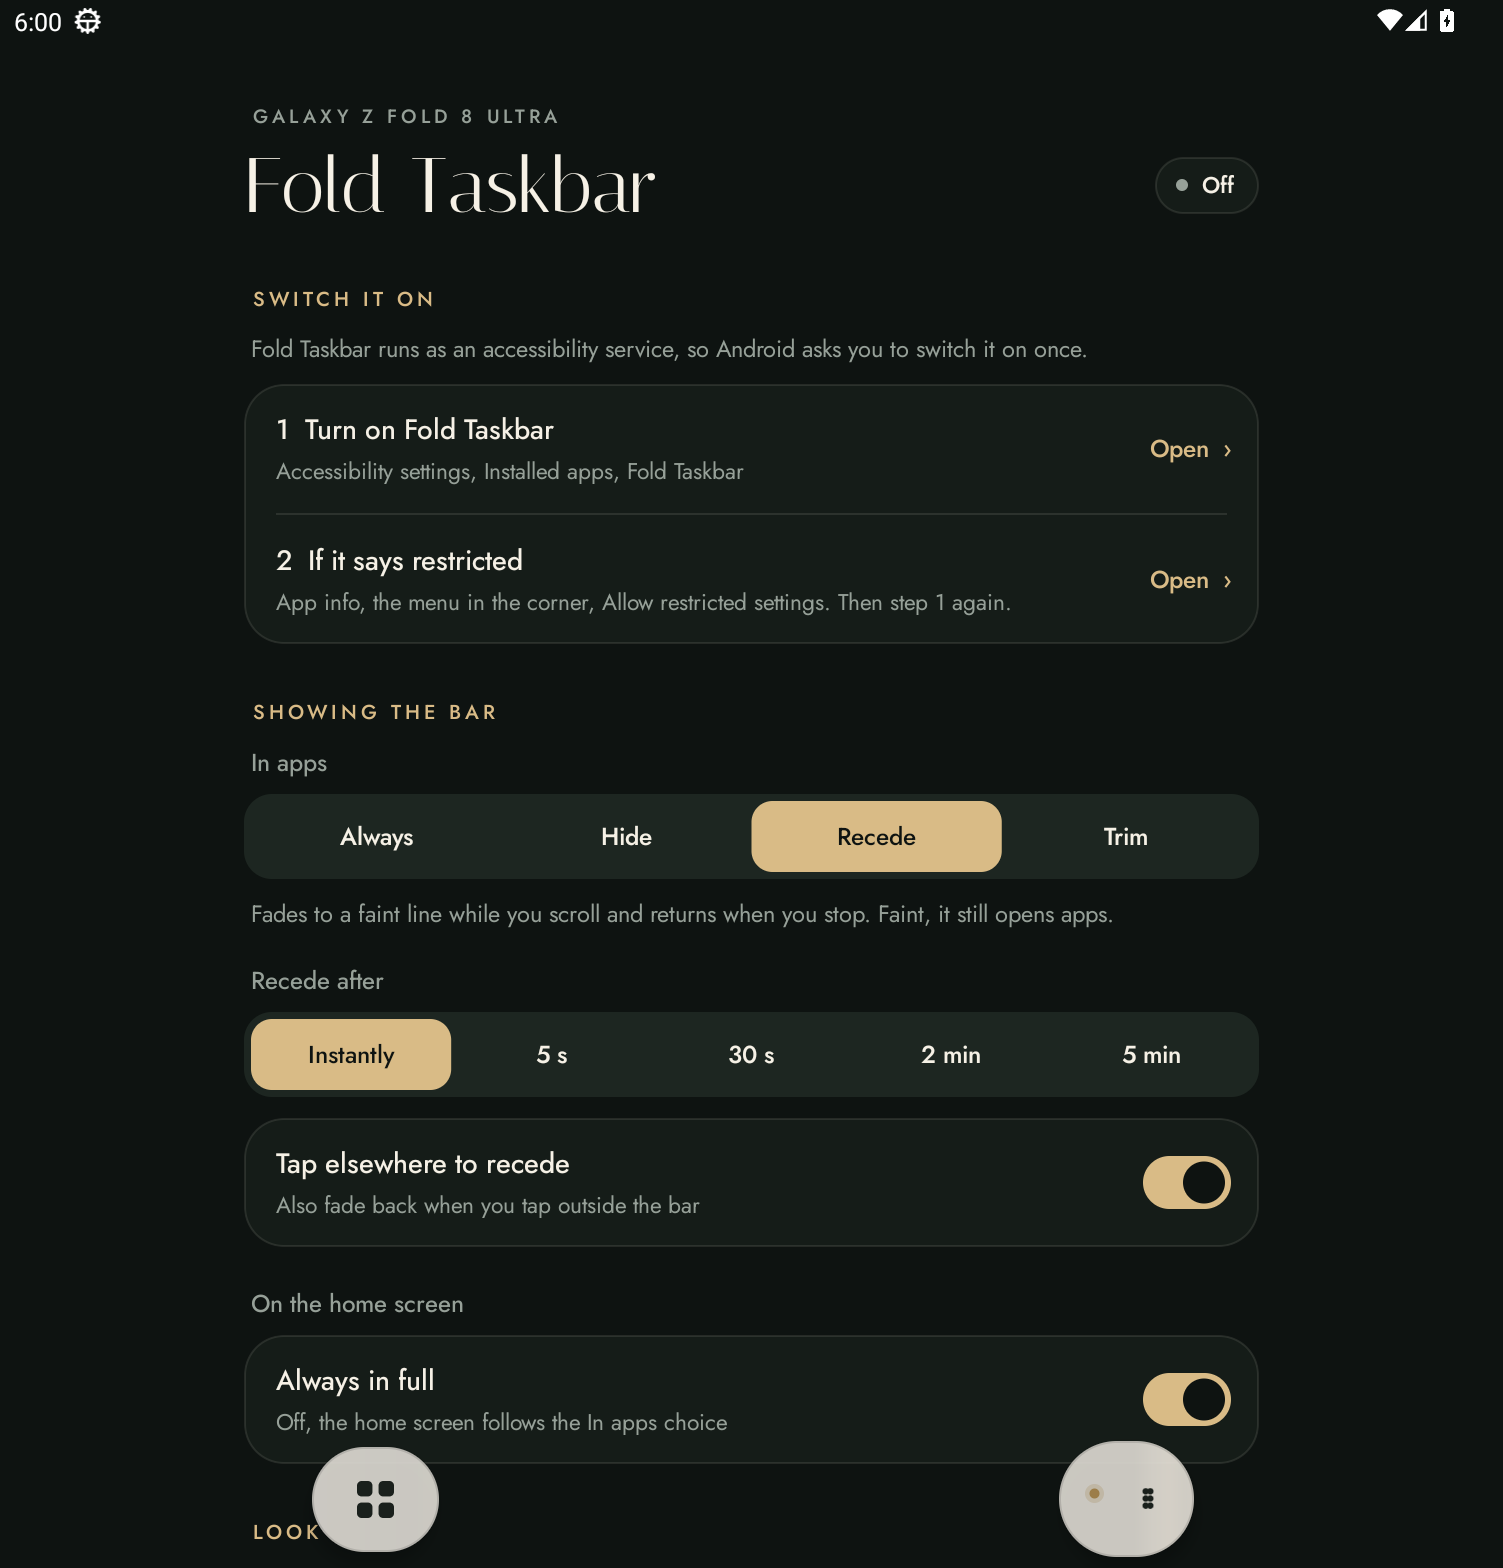 6:00
GALAXY Z FOLD 8 ULTRA
Fold Taskbar
Off
SWITCH IT ON
Fold Taskbar runs as an accessibility service, so Android asks you to switch it on once.
1 Turn on Fold Taskbar
Accessibility settings, Installed apps, Fold Taskbar
Open ›
2 If it says restricted
App info, the menu in the corner, Allow restricted settings. Then step 1 again.
Open ›
SHOWING THE BAR
In apps
Always Hide Recede Trim
Fades to a faint line while you scroll and returns when you stop. Faint, it still opens apps.
Recede after
Instantly 5 s 30 s 2 min 5 min
Tap elsewhere to recede
Also fade back when you tap outside the bar
On the home screen
Always in full
Off, the home screen follows the In apps choice
LOOK